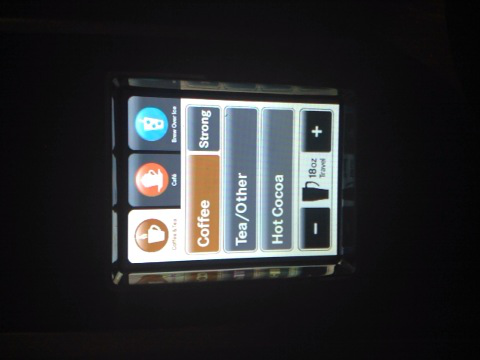 Coffee & Tea
Café
Brew Over Ice
Coffee
Strong
Tea/Other
Hot Cocoa
−
18oz
Travel
+